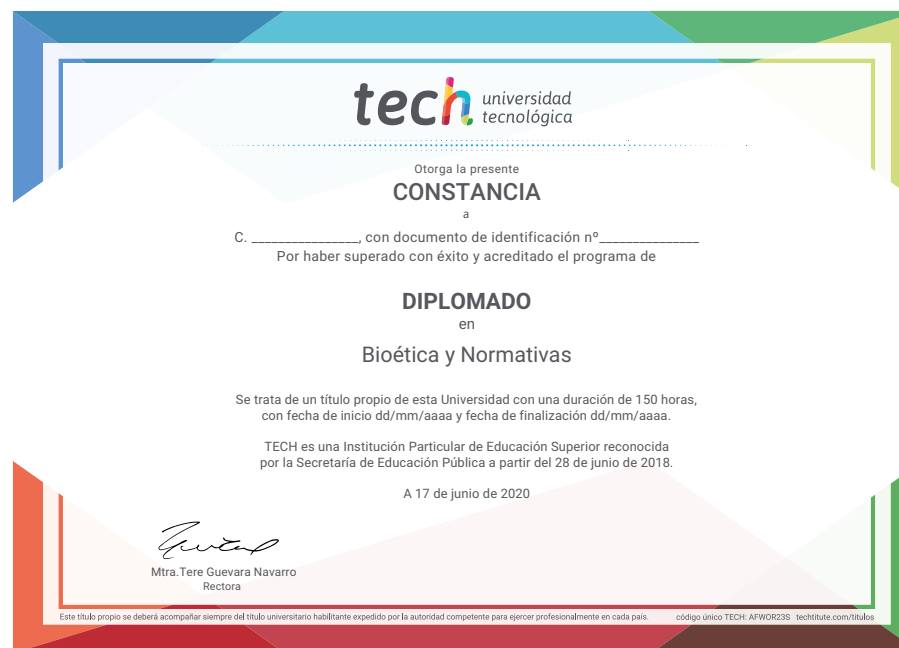 tech universidad
tecnológica
Otorga la presente
CONSTANCIA
a
C. ________________, con documento de identificación nº_______________
Por haber superado con éxito y acreditado el programa de
DIPLOMADO
en
Bioética y Normativas
Se trata de un título propio de esta Universidad con una duración de 150 horas,
con fecha de inicio dd/mm/aaaa y fecha de finalización dd/mm/aaaa.
TECH es una Institución Particular de Educación Superior reconocida
por la Secretaría de Educación Pública a partir del 28 de junio de 2018.
A 17 de junio de 2020
Mtra.Tere Guevara Navarro
Rectora
Este título propio se deberá acompañar siempre del título universitario habilitante expedido por la autoridad competente para ejercer profesionalmente en cada país. código único TECH: AFWOR23S techtitute.com/titulos